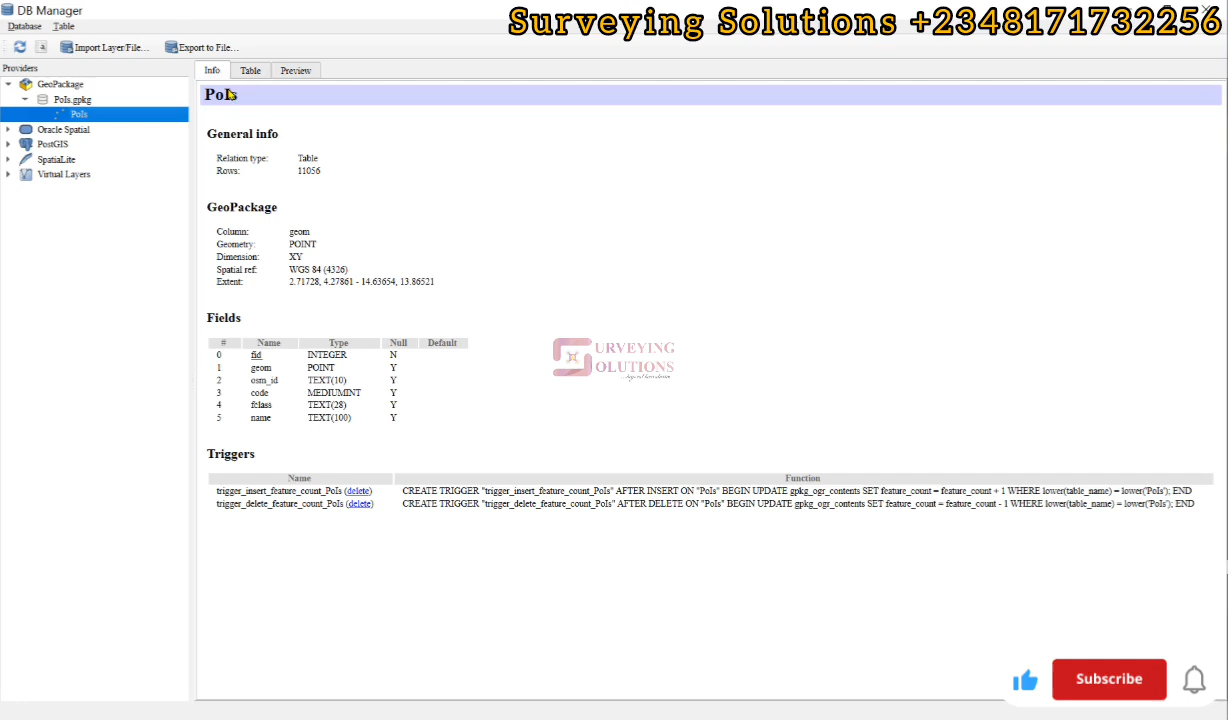 DB Manager
Surveying Solutions +2348171732256
Database Table
Import Layer/File... Export to File...
Providers
Info Table Preview
GeoPackage
PoIs.gpkg
PoIs
Oracle Spatial
PostGIS
SpatiaLite
Virtual Layers
PoIs
General info
Relation type: Table
Rows: 11056
GeoPackage
Column: geom
Geometry: POINT
Dimension: XY
Spatial ref: WGS 84 (4326)
Extent: 2.71728, 4.27861 - 14.63654, 13.86521
Fields
# Name Type Null Default
0 fid INTEGER N
1 geom POINT Y
2 osm_id TEXT(10) Y
3 code MEDIUMINT Y
4 fclass TEXT(28) Y
5 name TEXT(100) Y
SURVEYING
SOLUTIONS
Triggers
Name Function
trigger_insert_feature_count_PoIs (delete) CREATE TRIGGER "trigger_insert_feature_count_PoIs" AFTER INSERT ON "PoIs" BEGIN UPDATE gpkg_ogr_contents SET feature_count = feature_count + 1 WHERE lower(table_name) = lower('PoIs'); END
trigger_delete_feature_count_PoIs (delete) CREATE TRIGGER "trigger_delete_feature_count_PoIs" AFTER DELETE ON "PoIs" BEGIN UPDATE gpkg_ogr_contents SET feature_count = feature_count - 1 WHERE lower(table_name) = lower('PoIs'); END
Subscribe